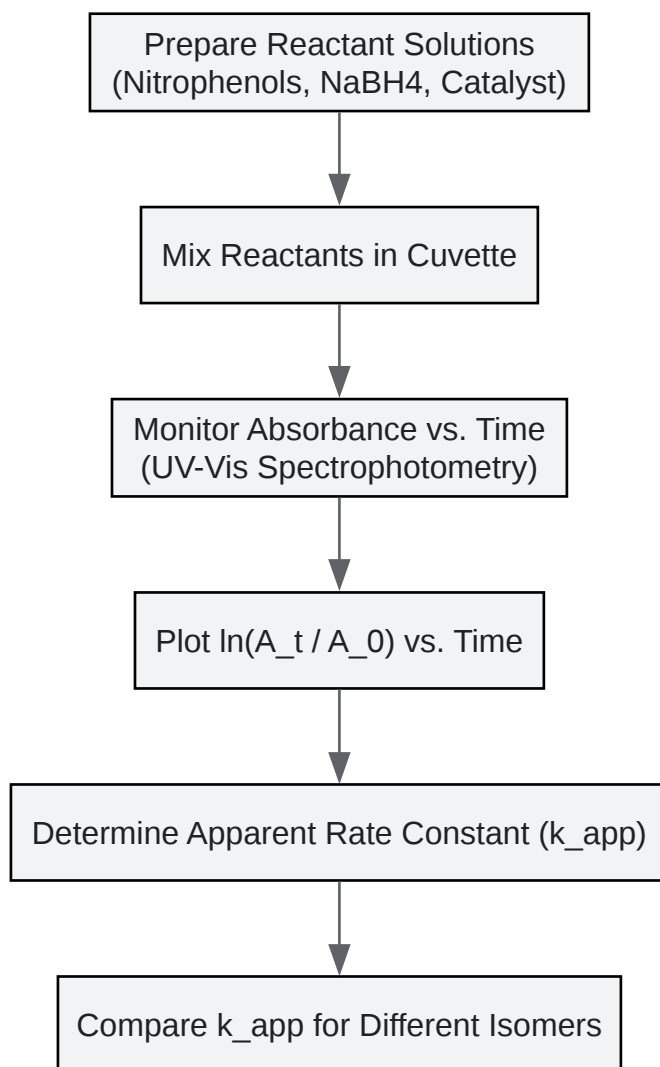 Prepare Reactant Solutions
(Nitrophenols, NaBH4, Catalyst)
Mix Reactants in Cuvette
Monitor Absorbance vs. Time
(UV-Vis Spectrophotometry)
Plot ln(A_t / A_0) vs. Time
Determine Apparent Rate Constant (k_app)
Compare k_app for Different Isomers